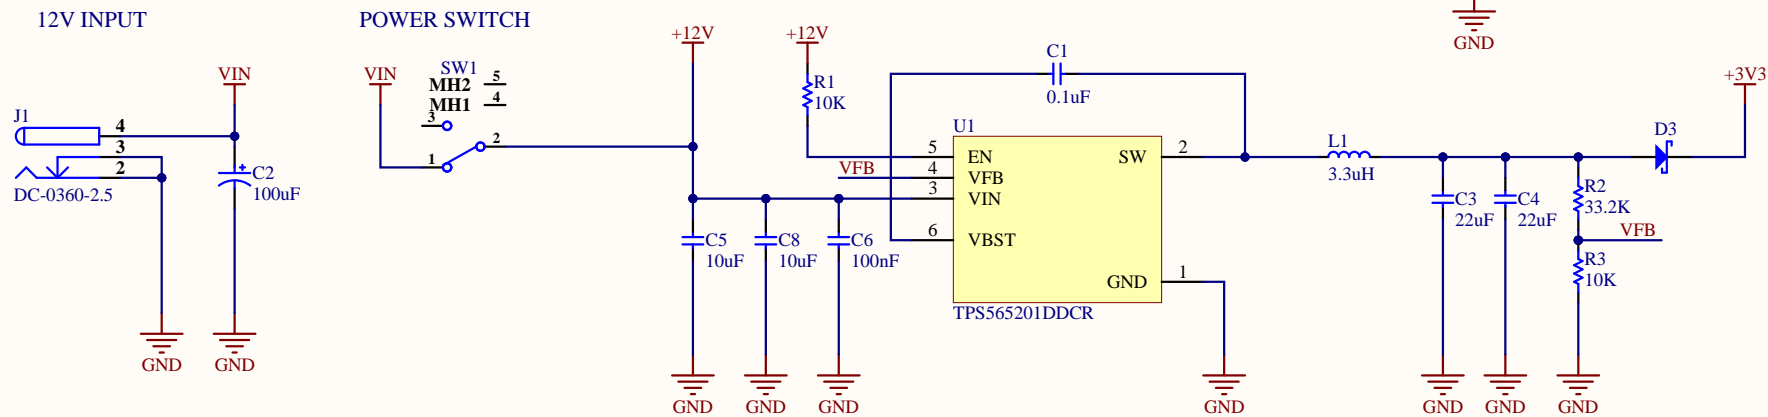 12V INPUT
POWER SWITCH
GND
VIN
J1
4
3
2
DC-0360-2.5
C2
100uF
GND
GND
VIN
SW1
MH2 5
MH1 4
3
2
1
+12V
+12V
R1
10K
C1
0.1uF
U1
5 EN
VFB 4 VFB
3 VIN
6 VBST
SW 2
GND 1
TPS565201DDCR
C5
10uF
C8
10uF
C6
100nF
GND
GND
GND
GND
L1
3.3uH
D3
+3V3
C3
22uF
C4
22uF
R2
33.2K
VFB
R3
10K
GND
GND
GND